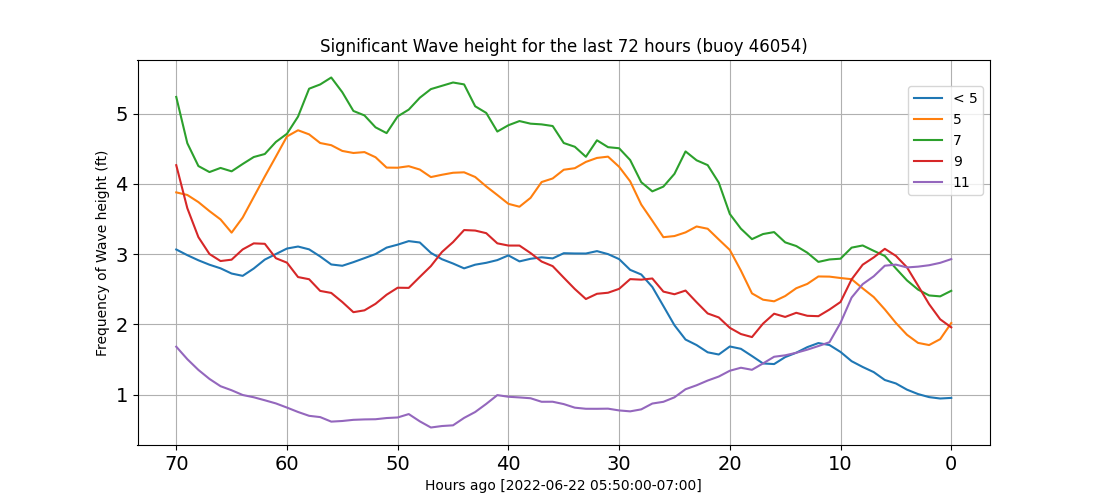 Significant Wave height for the last 72 hours (buoy 46054)
Frequency of Wave height (ft)
5
4
3
2
1
< 5
5
7
9
11
70 60 50 40 30 20 10 0
Hours ago [2022-06-22 05:50:00-07:00]